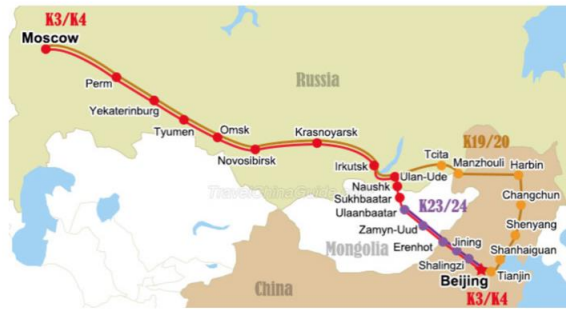 K3/K4
Moscow
Perm
Yekaterinburg
Tyumen
Omsk
Novosibirsk
Krasnoyarsk
Russia
Irkutsk
Ulan-Ude
Naushk
Sukhbaatar
Ulaanbaatar
K19/20
Tcita
Manzhouli
Harbin
Changchun
Shenyang
Shanhaiguan
Tianjin
K23/24
Zamyn-Uud
Erenhot
Jining
Shalingzi
Beijing
K3/K4
Mongolia
China
TravelChinaGuide